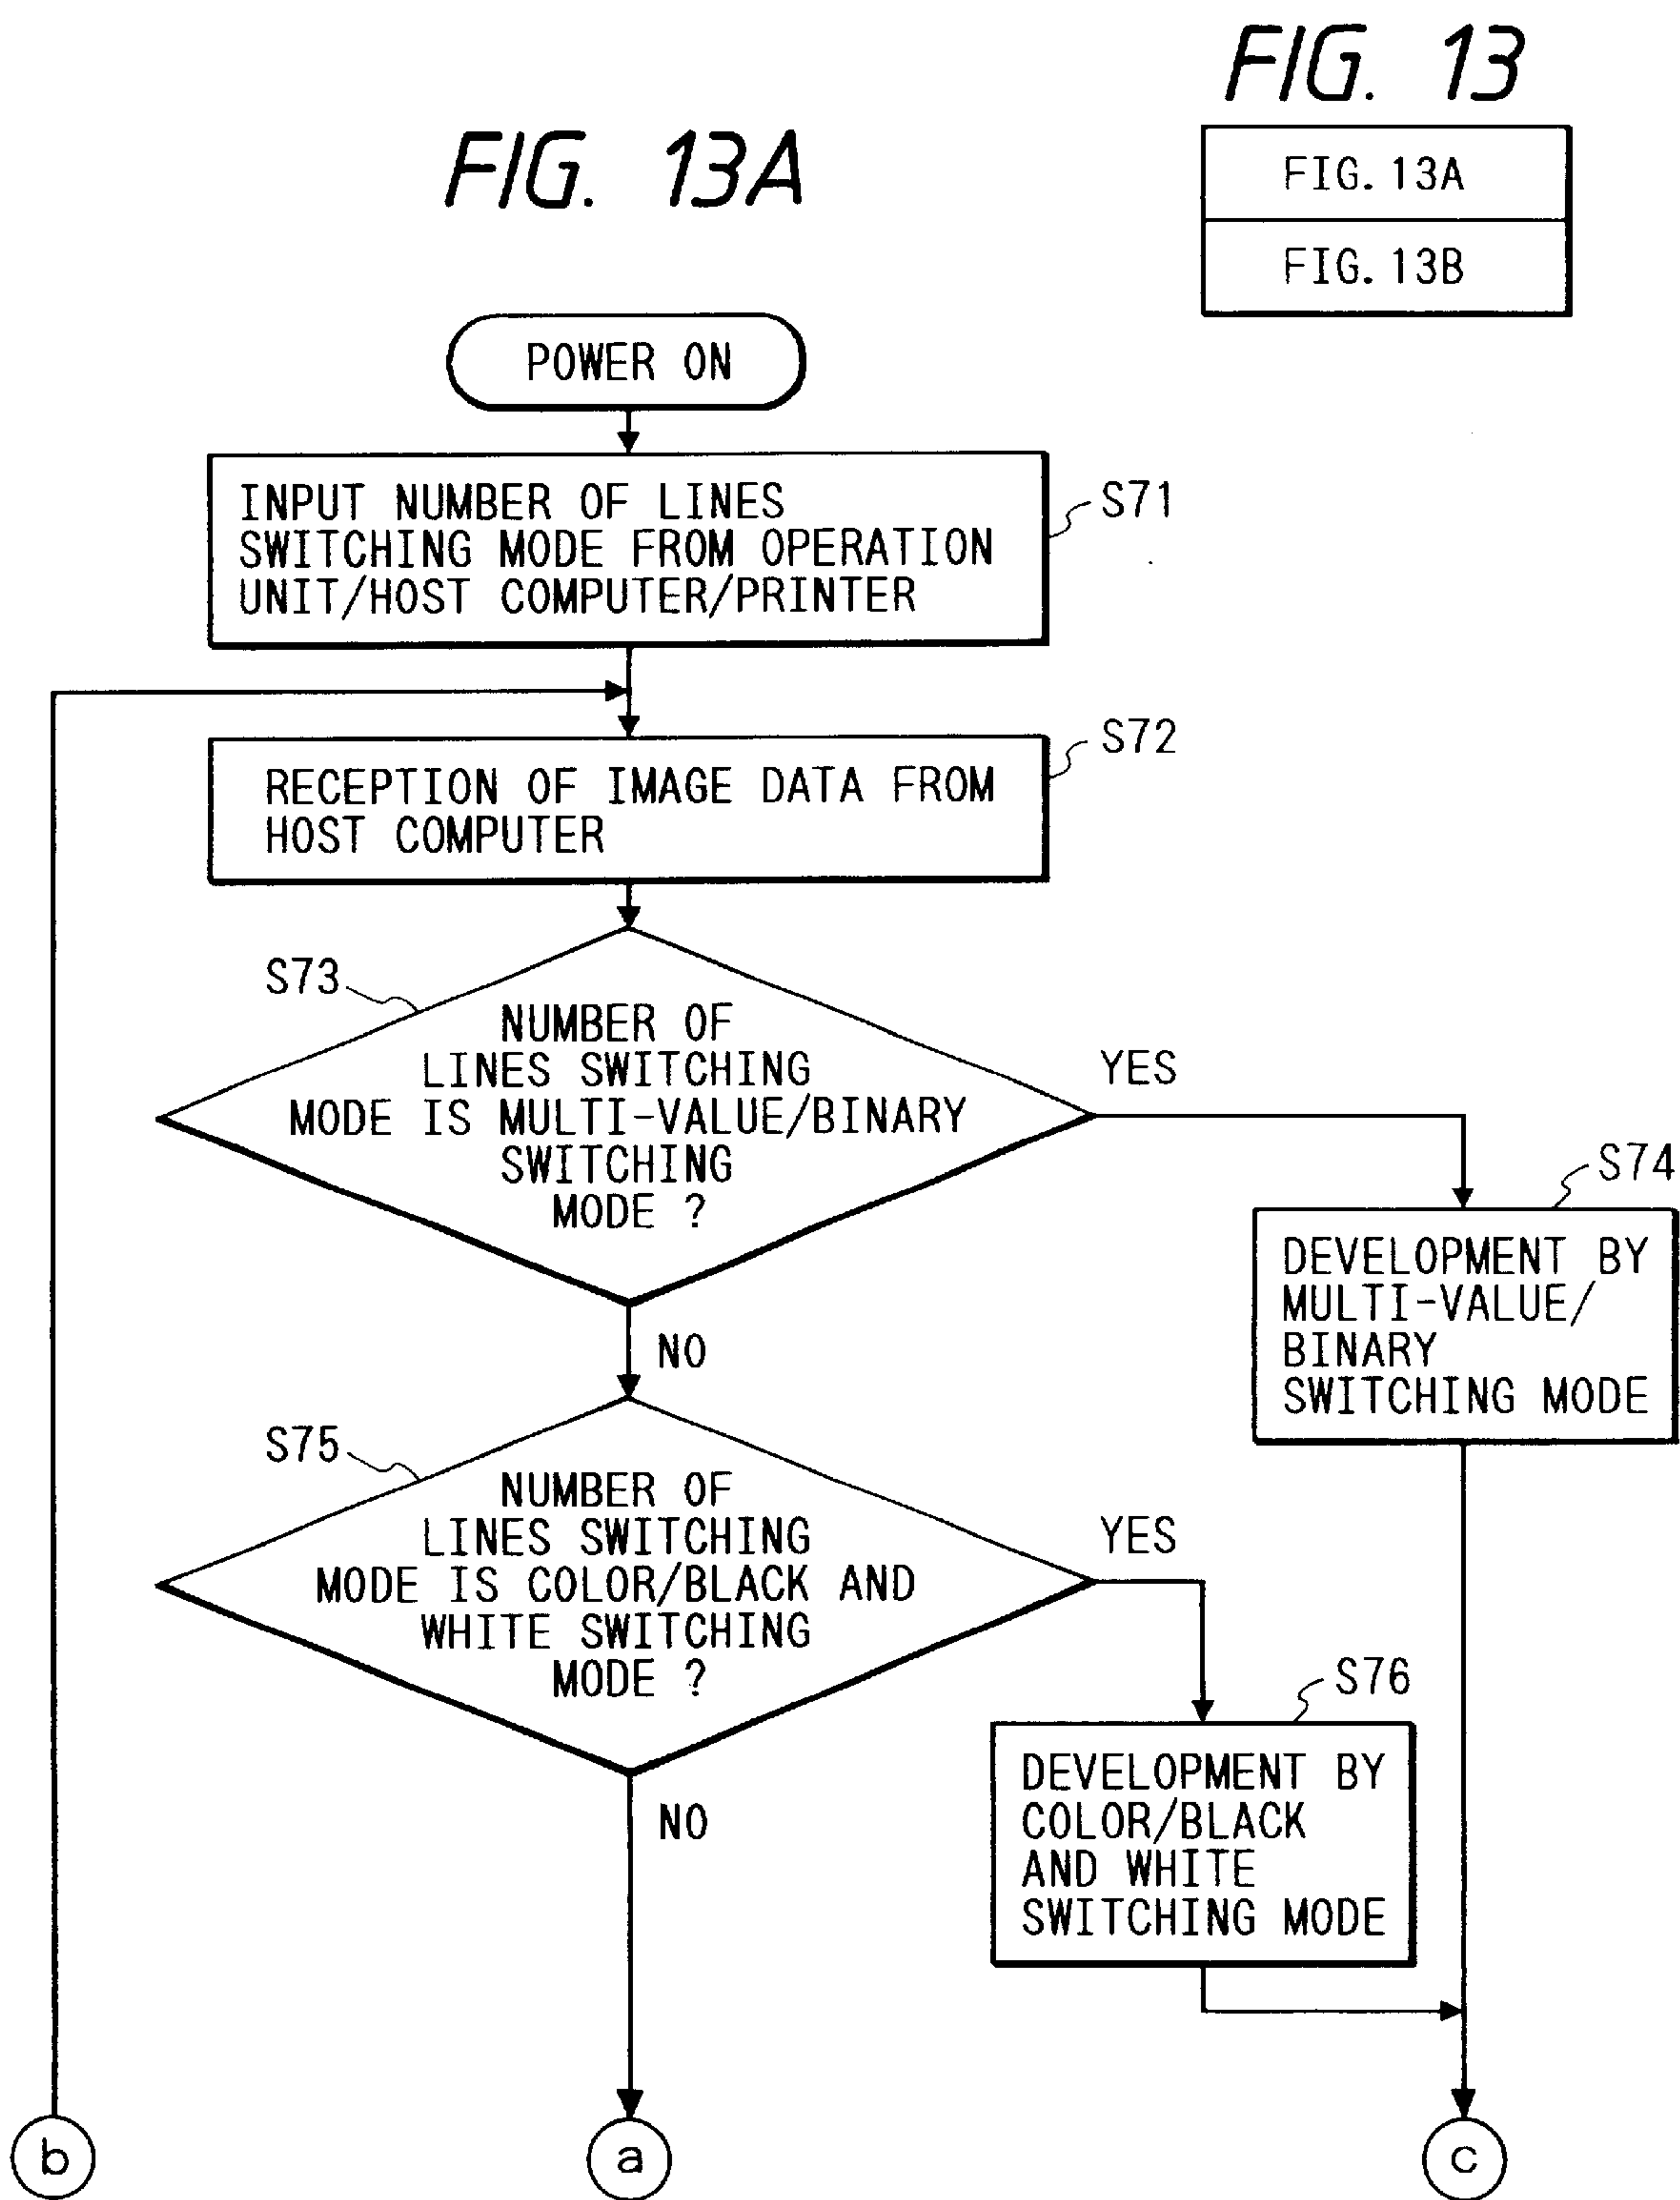 FIG. 13
FIG. 13A
FIG. 13B
FIG. 13A
POWER ON
INPUT NUMBER OF LINES
SWITCHING MODE FROM OPERATION
UNIT/HOST COMPUTER/PRINTER
S71
RECEPTION OF IMAGE DATA FROM
HOST COMPUTER
S72
S73
NUMBER OF
LINES SWITCHING
MODE IS MULTI-VALUE/BINARY
SWITCHING
MODE ?
YES
NO
S74
DEVELOPMENT BY
MULTI-VALUE/
BINARY
SWITCHING MODE
S75
NUMBER OF
LINES SWITCHING
MODE IS COLOR/BLACK AND
WHITE SWITCHING
MODE ?
YES
NO
S76
DEVELOPMENT BY
COLOR/BLACK
AND WHITE
SWITCHING MODE
b
a
c